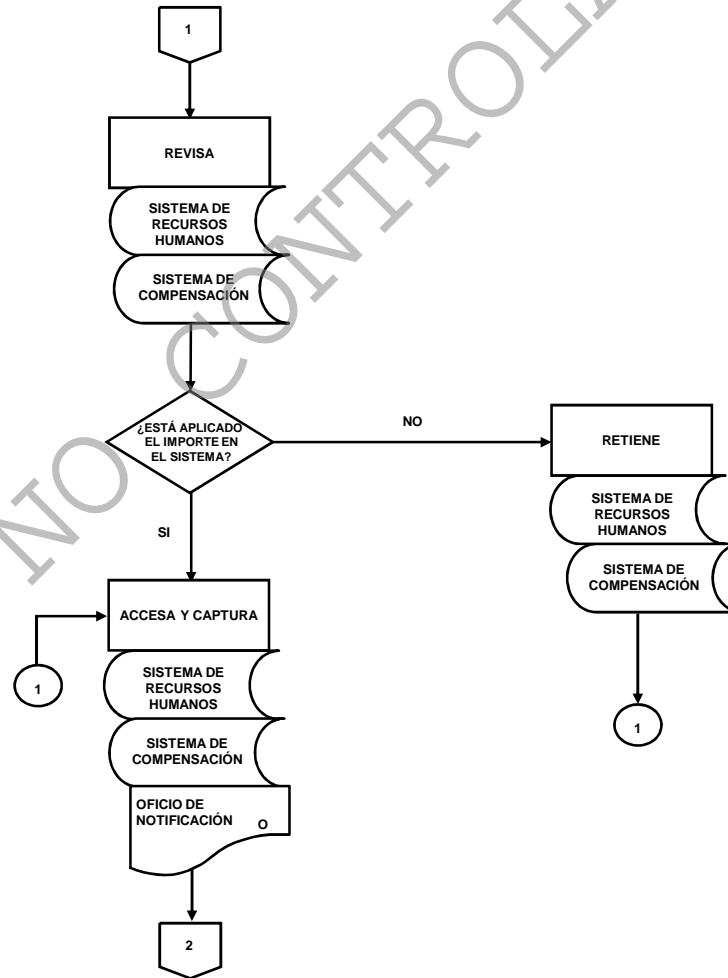 1
REVISA
SISTEMA DE
RECURSOS
HUMANOS
SISTEMA DE
COMPENSACIÓN
¿ESTÁ APLICADO
EL IMPORTE EN
EL SISTEMA?
NO
RETIENE
SISTEMA DE
RECURSOS
HUMANOS
SISTEMA DE
COMPENSACIÓN
1
SI
ACCESA Y CAPTURA
1
SISTEMA DE
RECURSOS
HUMANOS
SISTEMA DE
COMPENSACIÓN
OFICIO DE
NOTIFICACIÓN O
2
NO CONTROLA